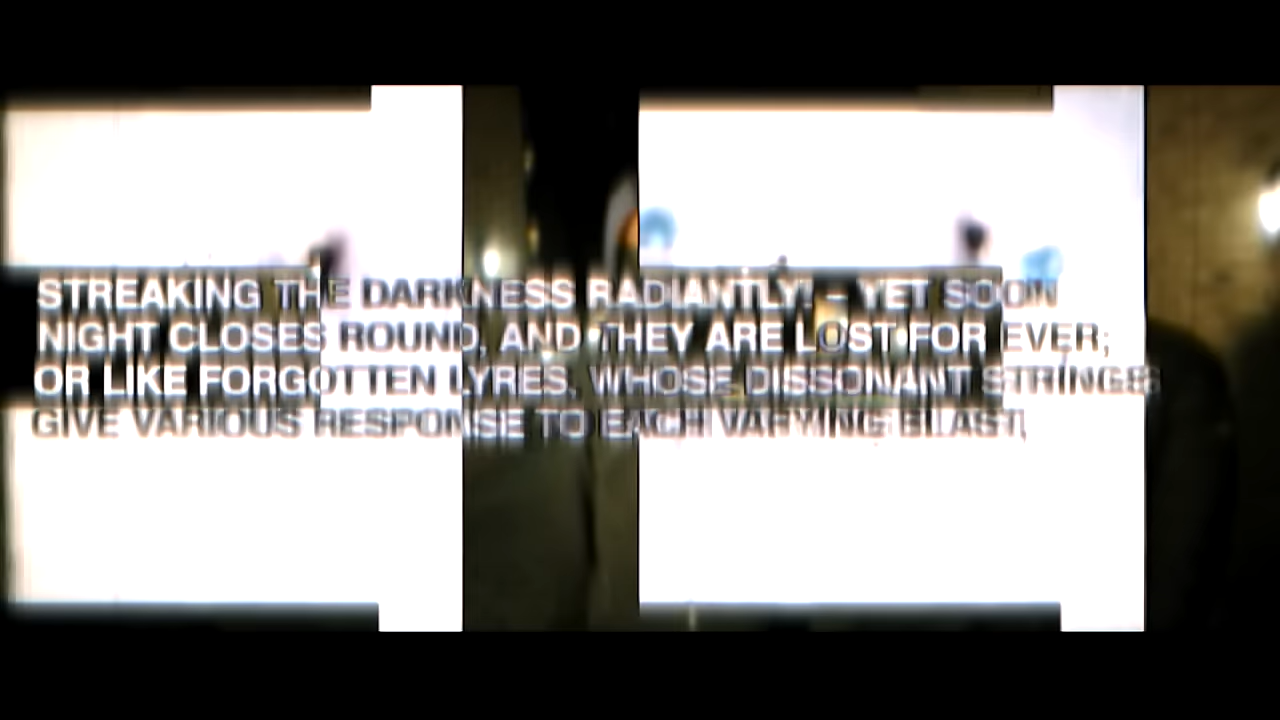 STREAKING THE DARKNESS RADIANTLY! – YET SOON
NIGHT CLOSES ROUND, AND THEY ARE LOST FOR EVER;
OR LIKE FORGOTTEN LYRES, WHOSE DISSONANT STRINGS
GIVE VARIOUS RESPONSE TO EACH VARYING BLAST,